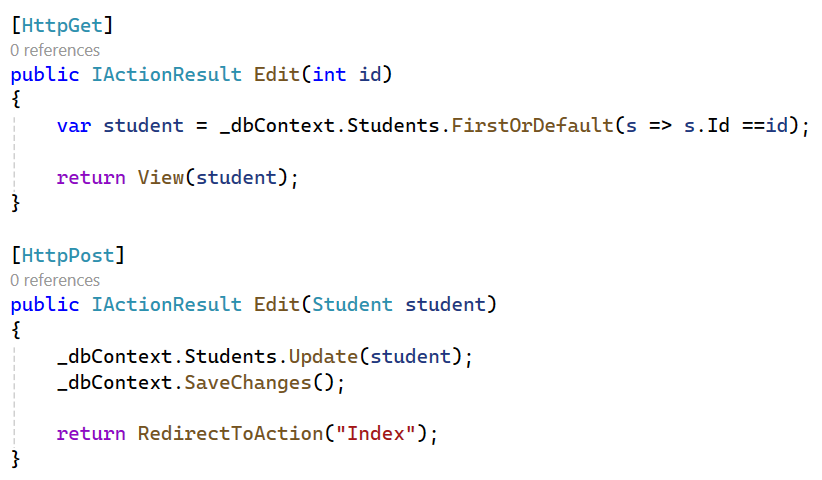 [HttpGet]
0 references
public IActionResult Edit(int id)
{
var student = _dbContext.Students.FirstOrDefault(s => s.Id ==id);
return View(student);
}
[HttpPost]
0 references
public IActionResult Edit(Student student)
{
_dbContext.Students.Update(student);
_dbContext.SaveChanges();
return RedirectToAction("Index");
}